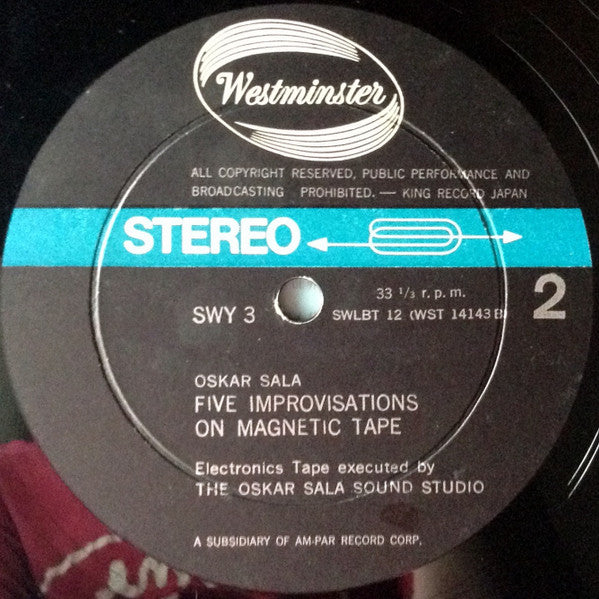 Westminster
ALL COPYRIGHT RESERVED, PUBLIC PERFORMANCE AND
BROADCASTING PROHIBITED. — KING RECORD JAPAN
STEREO
33 1/3 r. p. m.
SWY 3
SWLBT 12 (WST 14143 B)
2
OSKAR SALA
FIVE IMPROVISATIONS
ON MAGNETIC TAPE
Electronics Tape executed by
THE OSKAR SALA SOUND STUDIO
A SUBSIDIARY OF AM-PAR RECORD CORP.